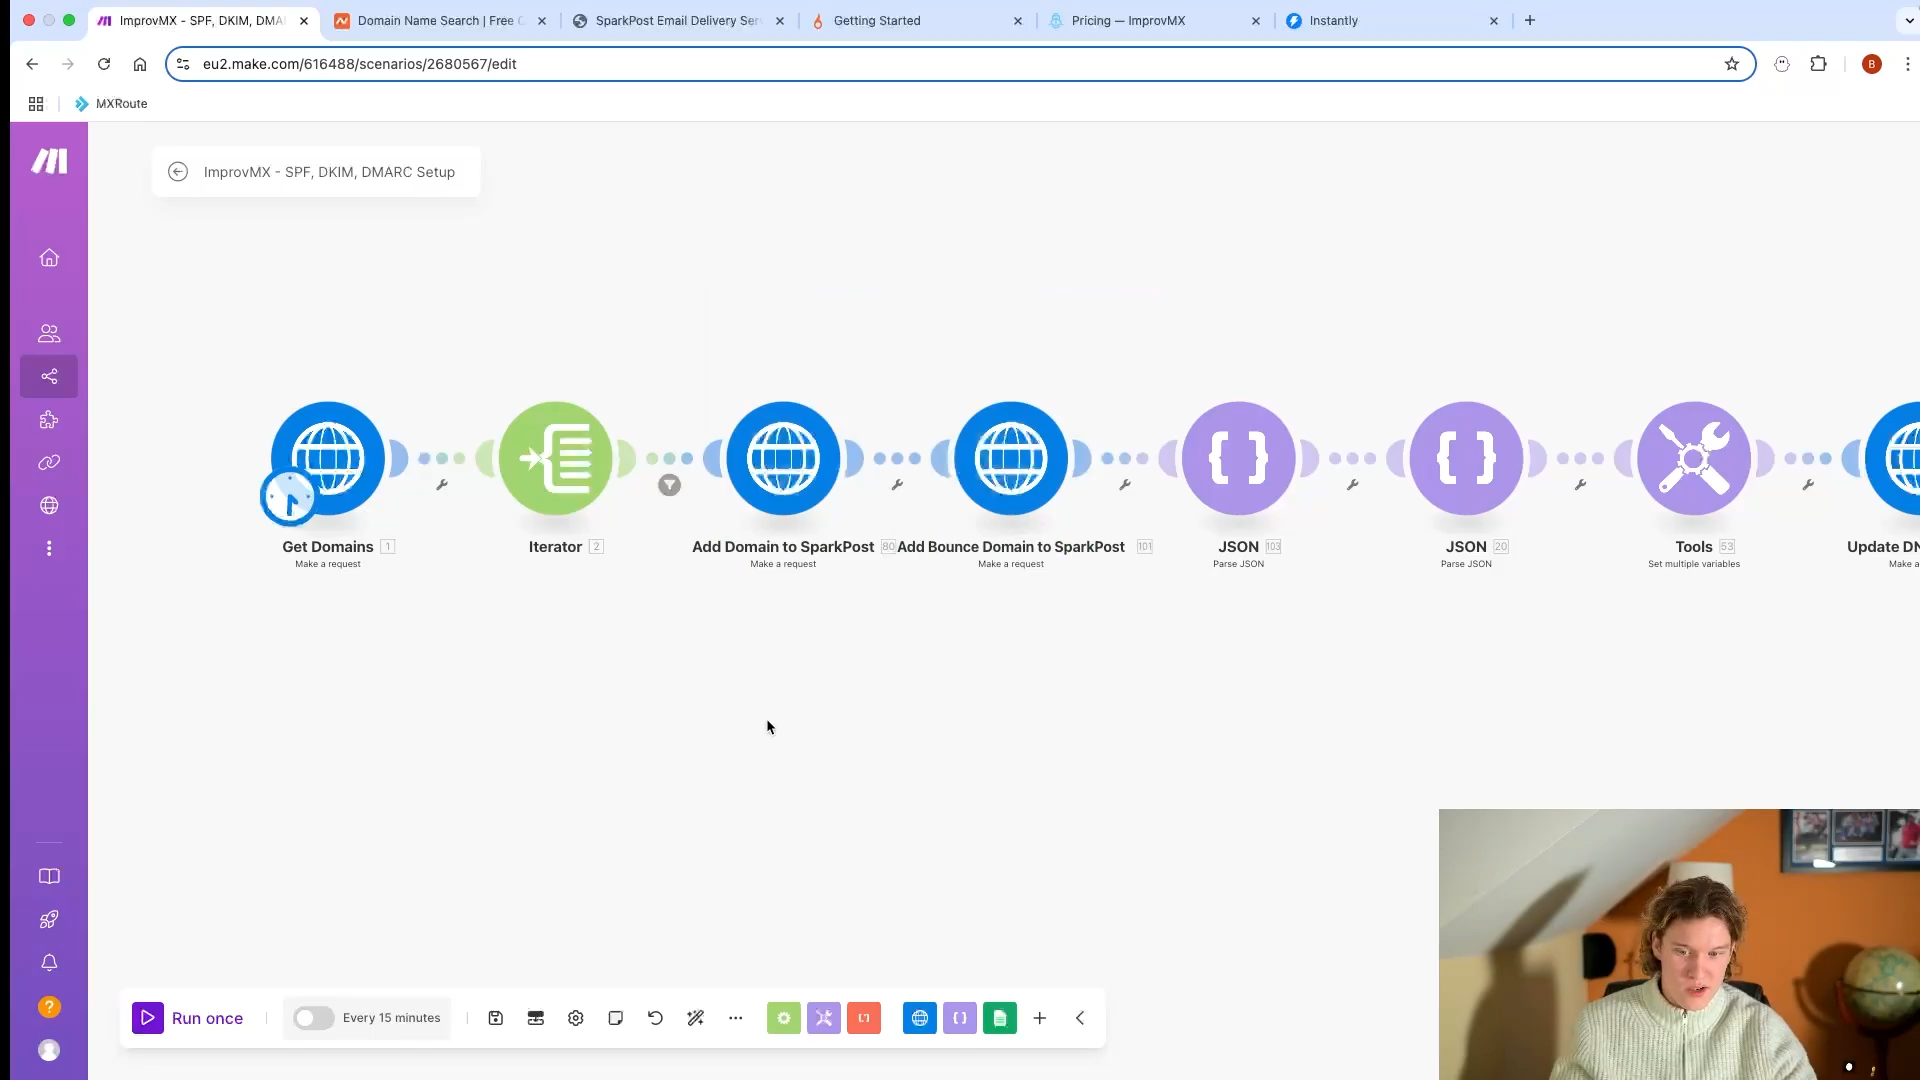 ImprovMX - SPF, DKIM, DMA
Domain Name Search | Free
SparkPost Email Delivery Ser
Getting Started
Pricing — ImprovMX
Instantly
eu2.make.com/616488/scenarios/2680567/edit
B
MXRoute
ImprovMX - SPF, DKIM, DMARC Setup
Get Domains 1
Make a request
Iterator 2
Add Domain to SparkPost 80
Make a request
Add Bounce Domain to SparkPost 101
Make a request
JSON 103
Parse JSON
JSON 20
Parse JSON
Tools 53
Set multiple variables
Update DN
Make a
?
Run once
Every 15 minutes